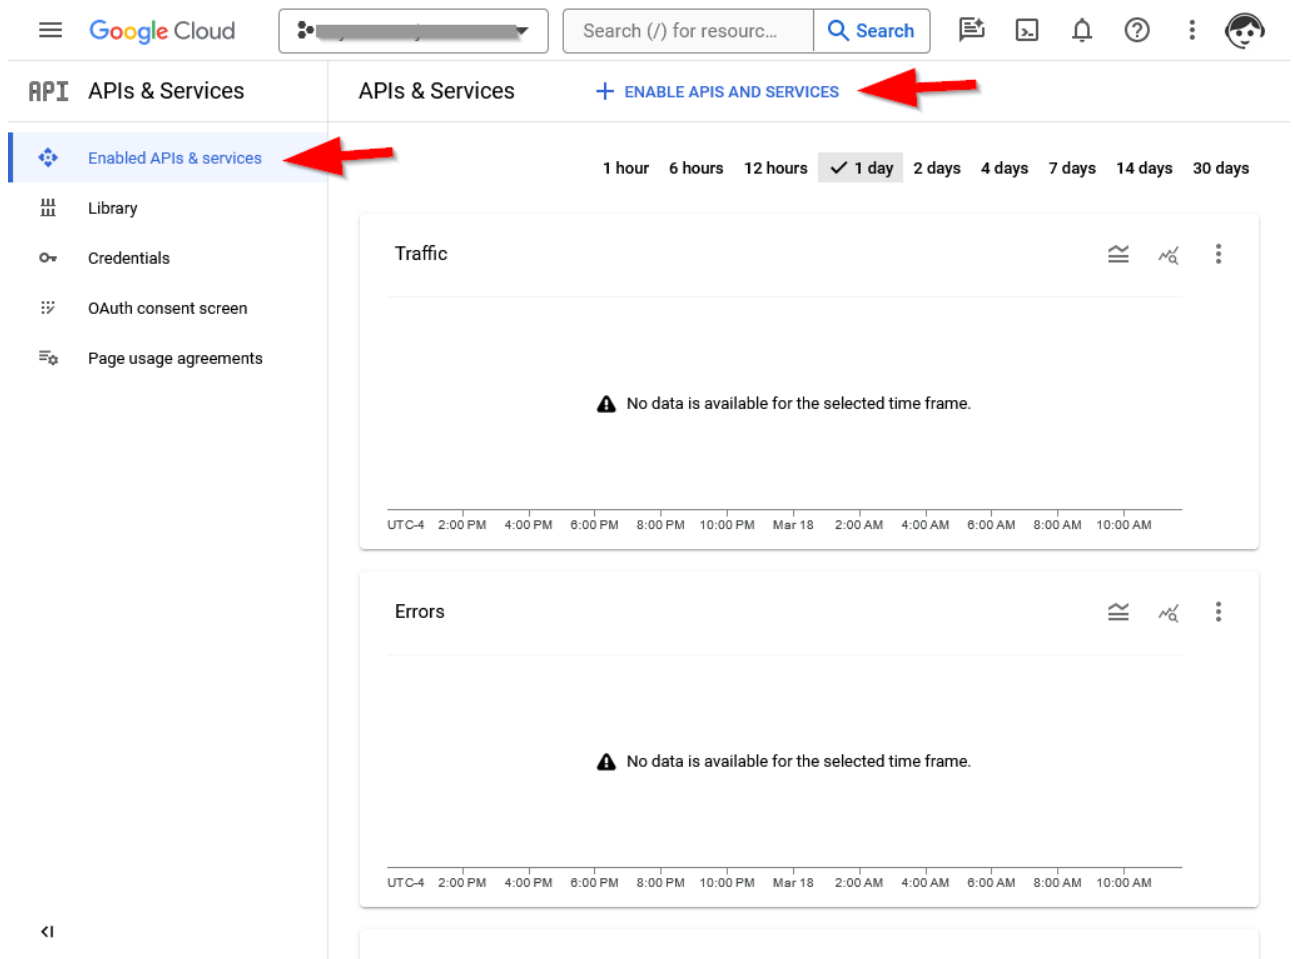 Google Cloud
Search (/) for resourc...
Search
API APIs & Services
APIs & Services
ENABLE APIS AND SERVICES
Enabled APIs & services
Library
Credentials
OAuth consent screen
Page usage agreements
1 hour 6 hours 12 hours 1 day 2 days 4 days 7 days 14 days 30 days
Traffic
No data is available for the selected time frame.
UTC-4 2:00 PM 4:00 PM 6:00 PM 8:00 PM 10:00 PM Mar 18 2:00 AM 4:00 AM 6:00 AM 8:00 AM 10:00 AM
Errors
No data is available for the selected time frame.
UTC-4 2:00 PM 4:00 PM 6:00 PM 8:00 PM 10:00 PM Mar 18 2:00 AM 4:00 AM 6:00 AM 8:00 AM 10:00 AM